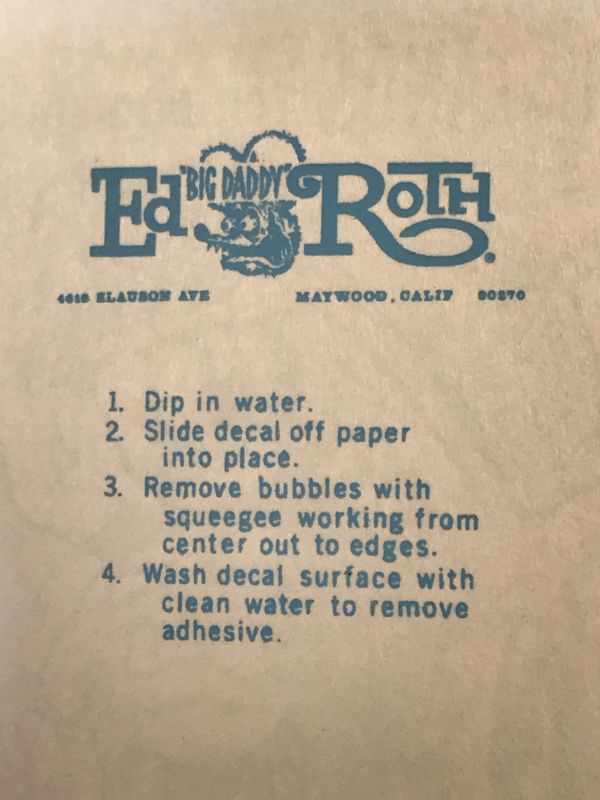 Ed "BIG DADDY" ROTH
4616 SLAUSON AVE MAYWOOD, CALIF 90270
1. Dip in water.
2. Slide decal off paper
into place.
3. Remove bubbles with
squeegee working from
center out to edges.
4. Wash decal surface with
clean water to remove
adhesive.